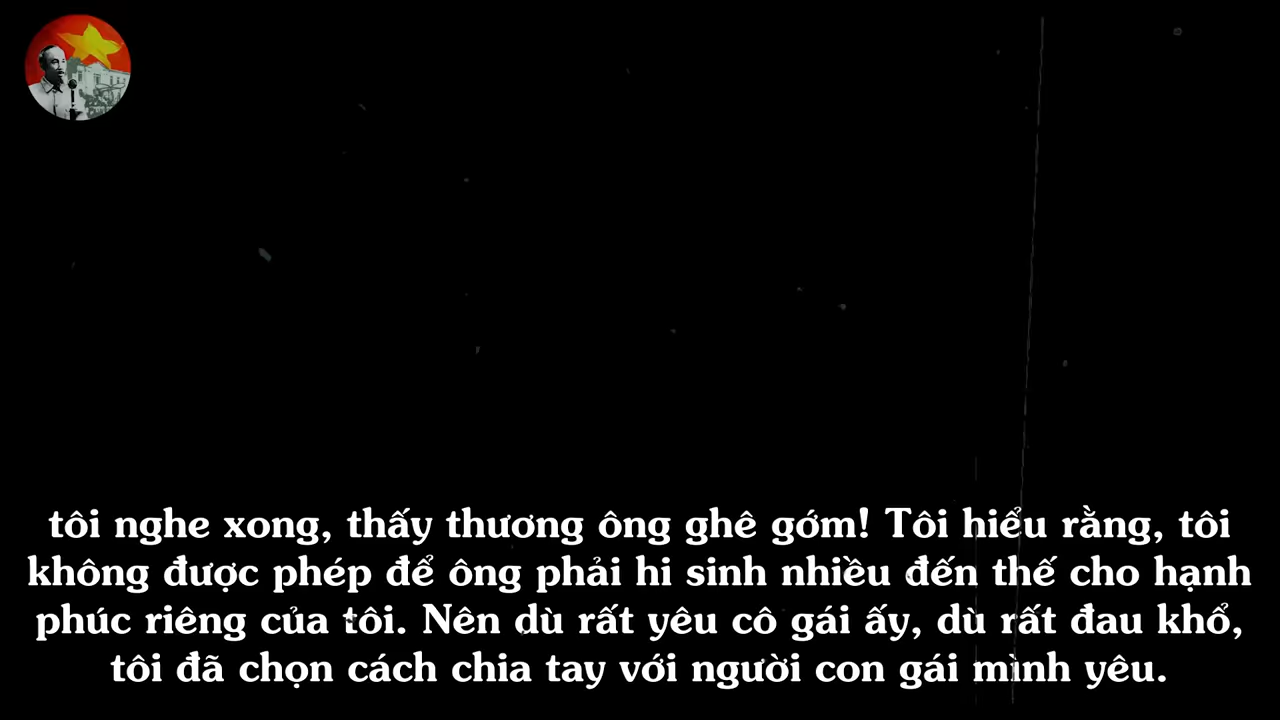 tôi nghe xong, thấy thương ông ghê gớm! Tôi hiểu rằng, tôi
không được phép để ông phải hi sinh nhiều đến thế cho hạnh
phúc riêng của tôi. Nên dù rất yêu cô gái ấy, dù rất đau khổ,
tôi đã chọn cách chia tay với người con gái mình yêu.